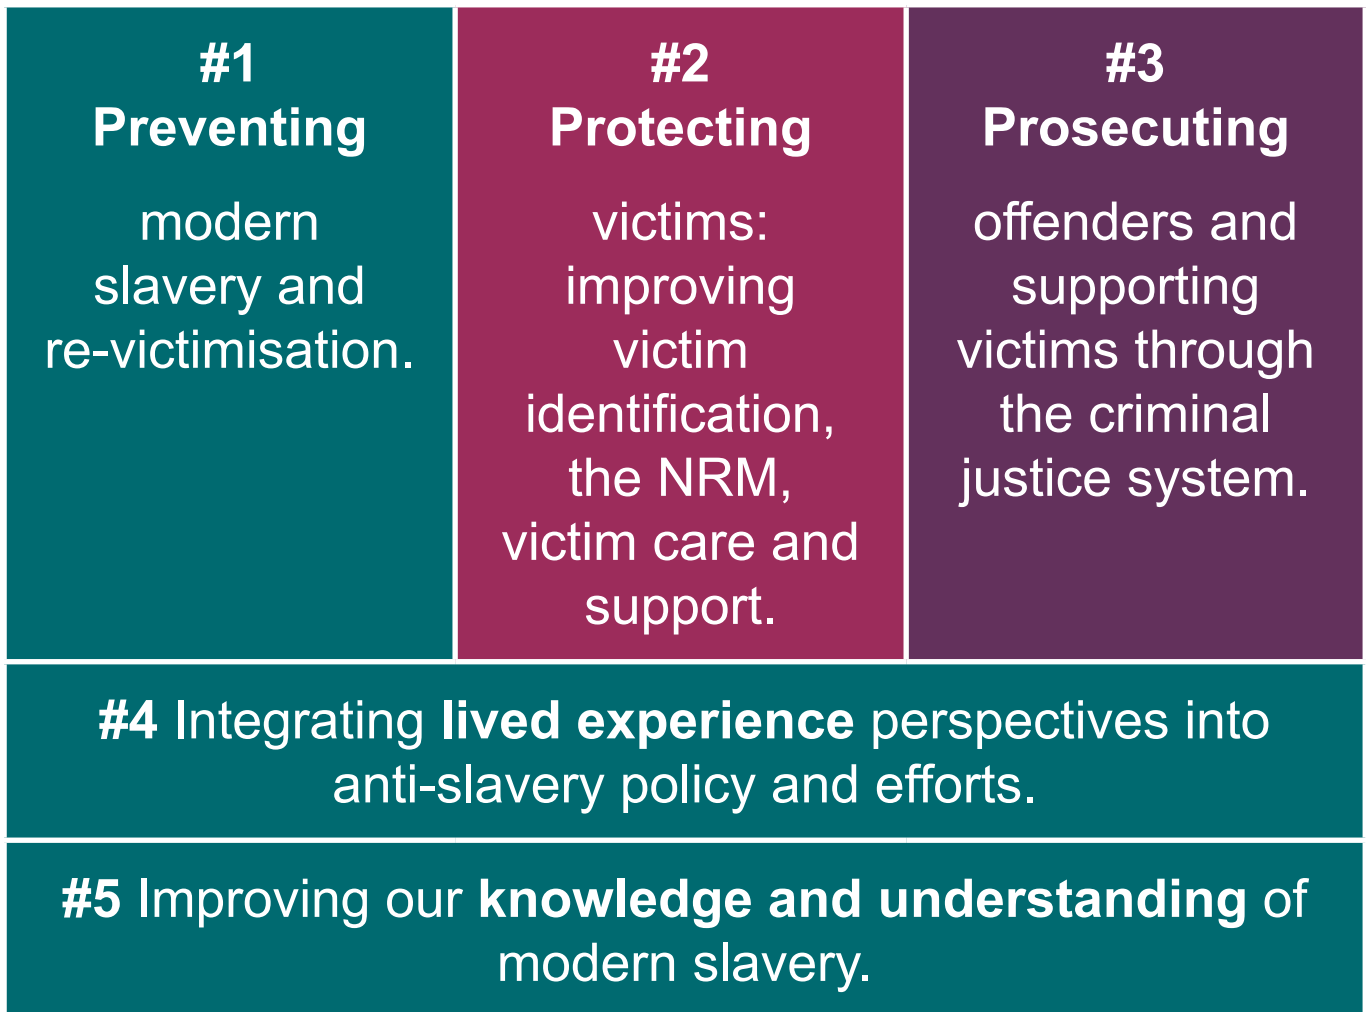 #1
Preventing
modern
slavery and
re-victimisation.
#2
Protecting
victims:
improving
victim
identification,
the NRM,
victim care and
support.
#3
Prosecuting
offenders and
supporting
victims through
the criminal
justice system.
#4 Integrating lived experience perspectives into
anti-slavery policy and efforts.
#5 Improving our knowledge and understanding of
modern slavery.